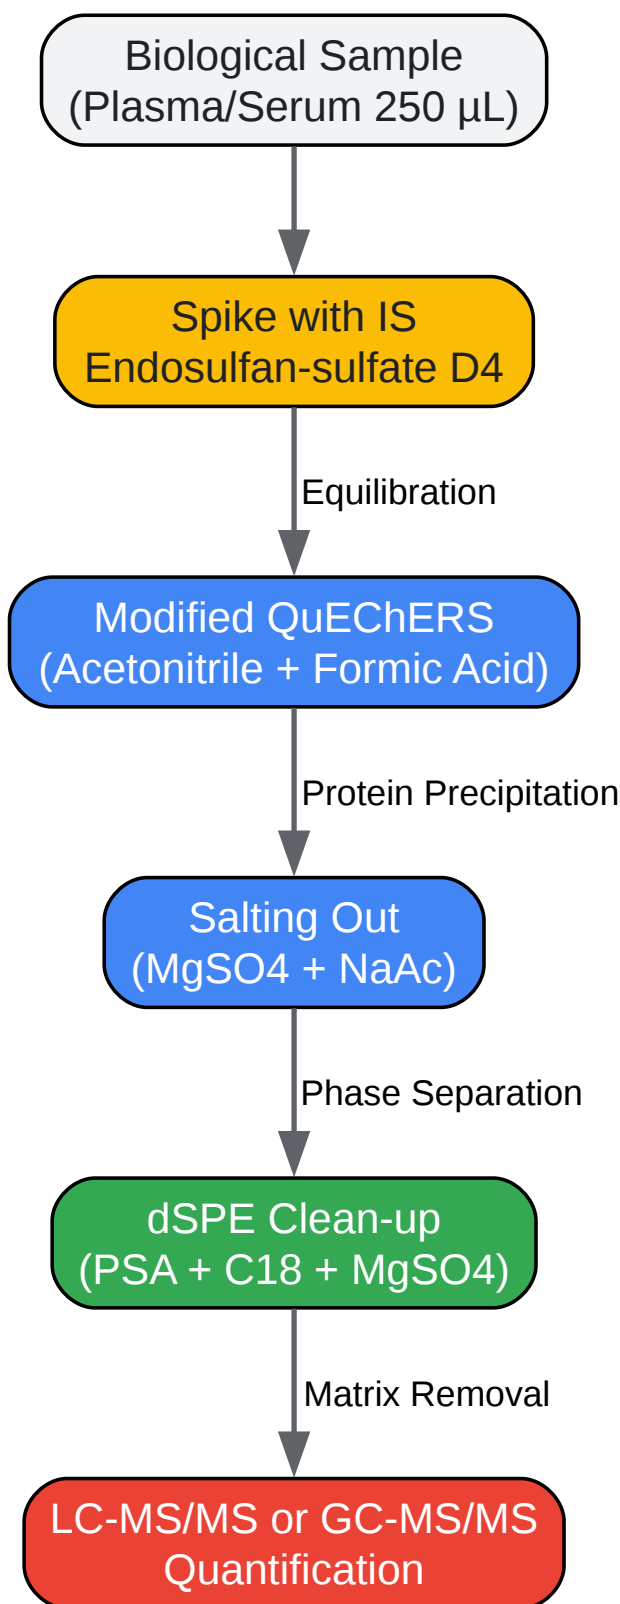 Biological Sample
(Plasma/Serum 250 µL)
Spike with IS
Endosulfan-sulfate D4
Equilibration
Modified QuEChERS
(Acetonitrile + Formic Acid)
Protein Precipitation
Salting Out
(MgSO4 + NaAc)
Phase Separation
dSPE Clean-up
(PSA + C18 + MgSO4)
Matrix Removal
LC-MS/MS or GC-MS/MS
Quantification